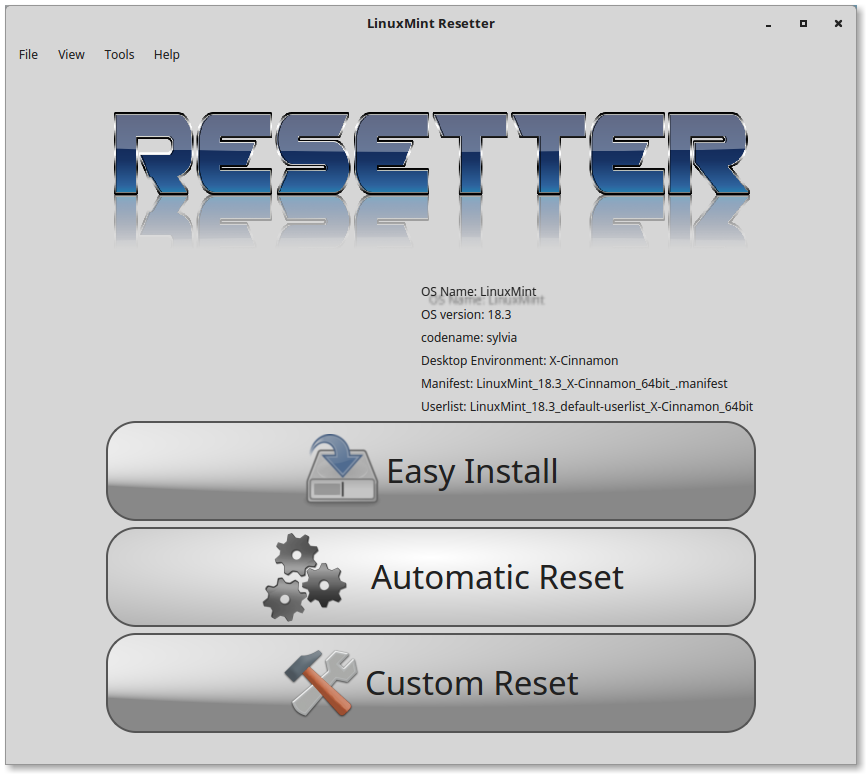 LinuxMint Resetter
File View Tools Help
RESETTER
OS Name: LinuxMint
OS version: 18.3
codename: sylvia
Desktop Environment: X-Cinnamon
Manifest: LinuxMint_18.3_X-Cinnamon_64bit_.manifest
Userlist: LinuxMint_18.3_default-userlist_X-Cinnamon_64bit
Easy Install
Automatic Reset
Custom Reset